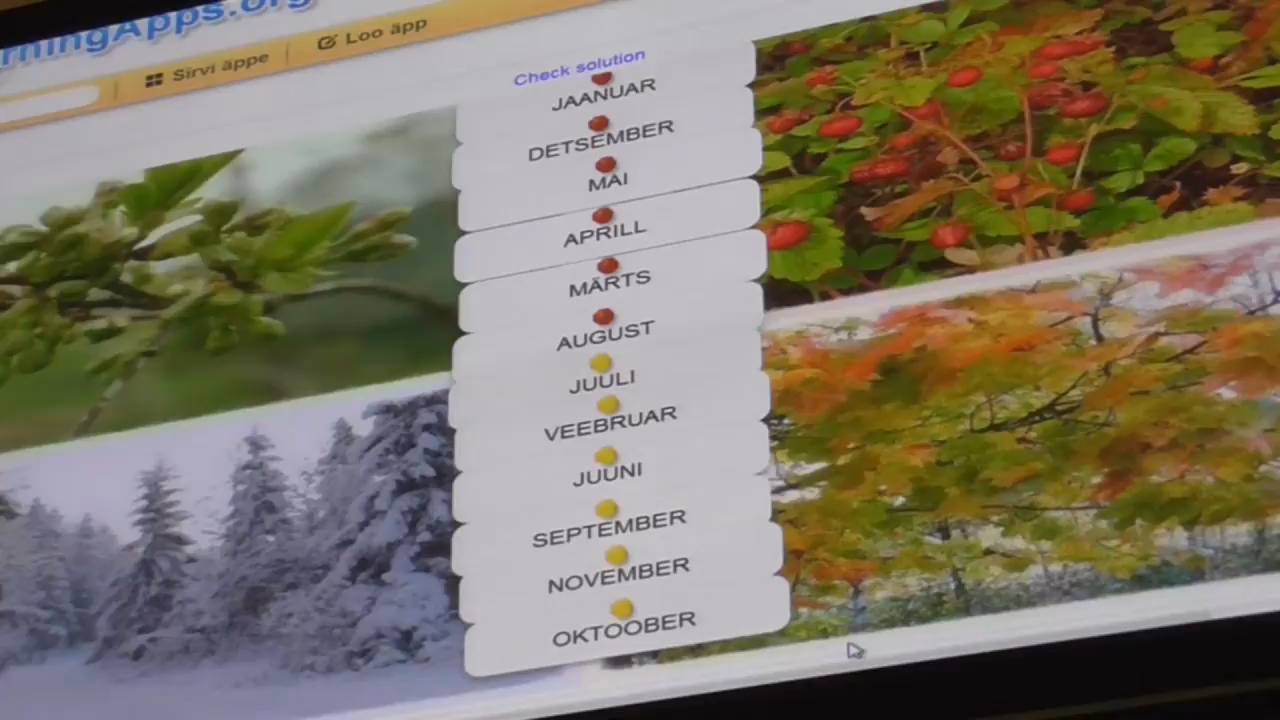 rningApps.org
Sirvi äppe
Loo äpp
Check solution
JAANUAR
DETSEMBER
MAI
APRILL
MÄRTS
AUGUST
JUULI
VEEBRUAR
JUUNI
SEPTEMBER
NOVEMBER
OKTOOBER